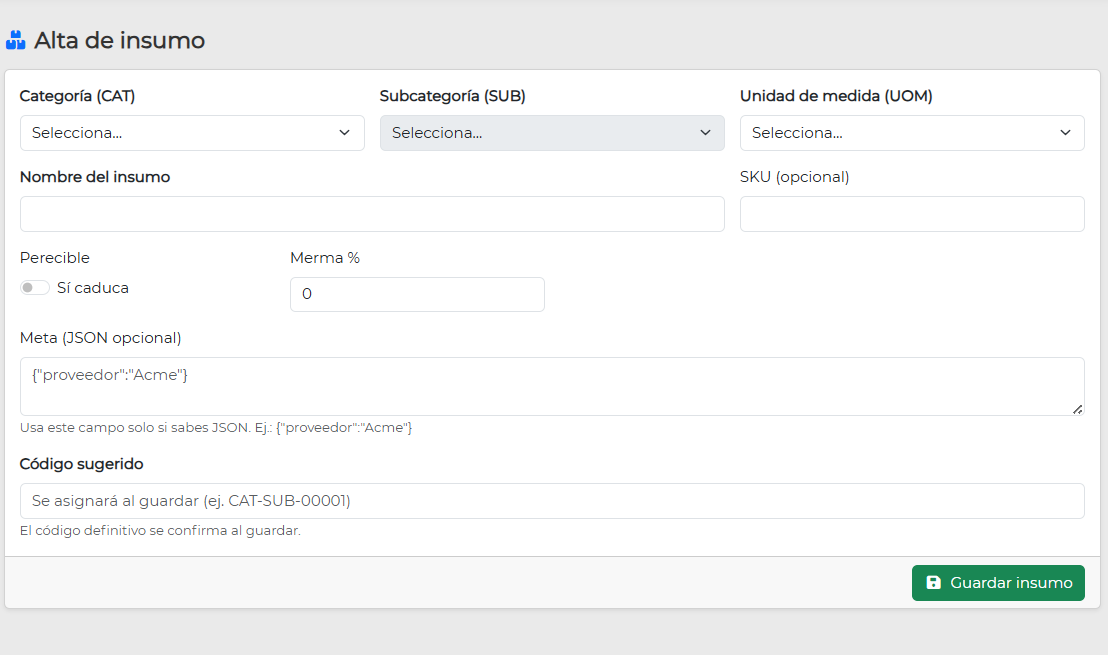 Alta de insumo
Categoría (CAT) Subcategoría (SUB) Unidad de medida (UOM)
Selecciona... Selecciona... Selecciona...
Nombre del insumo SKU (opcional)
Perecible Merma %
Sí caduca 0
Meta (JSON opcional)
{"proveedor":"Acme"}
Usa este campo solo si sabes JSON. Ej.: {"proveedor":"Acme"}
Código sugerido
Se asignará al guardar (ej. CAT-SUB-00001)
El código definitivo se confirma al guardar.
Guardar insumo